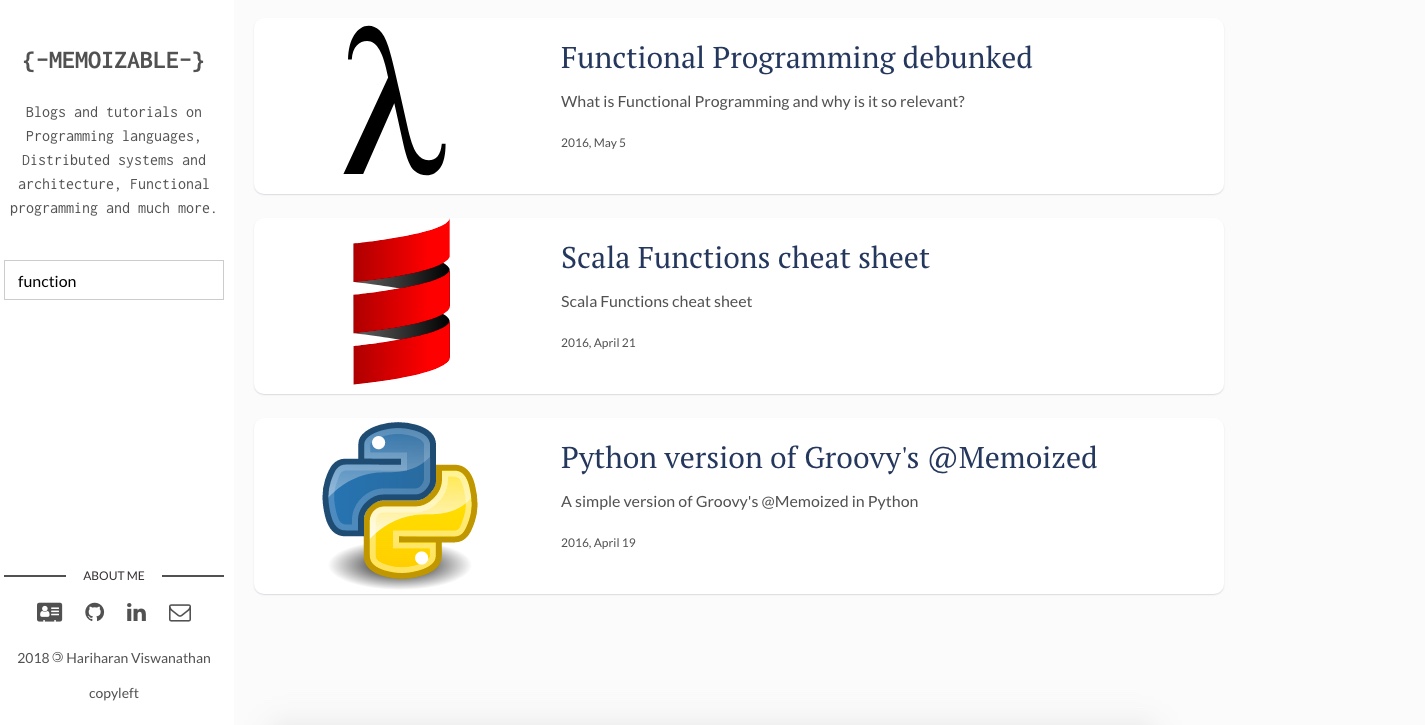 {-MEMOIZABLE-}
Blogs and tutorials on
Programming languages,
Distributed systems and
architecture, Functional
programming and much more.
function
ABOUT ME
2018 🄯 Hariharan Viswanathan
copyleft
λ
Functional Programming debunked
What is Functional Programming and why is it so relevant?
2016, May 5
Scala Functions cheat sheet
Scala Functions cheat sheet
2016, April 21
Python version of Groovy's @Memoized
A simple version of Groovy's @Memoized in Python
2016, April 19